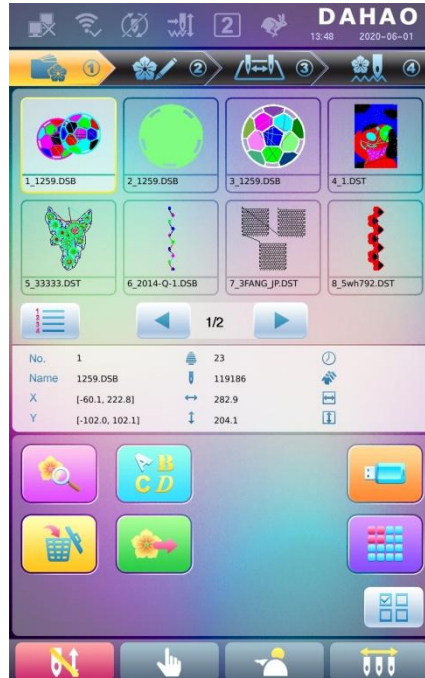 DAHAO
2
13:48 2020-06-01
1 2 3 4
1_1259.DSB 2_1259.DSB 3_1259.DSB 4_1.DST
5_33333.DST 6_2014-Q-1.DSB 7_3FANG_JP.DST 8_5wh792.DST
1/2
No. 1 23
Name 1259.DSB 119186
X [-60.1, 222.8] 282.9
Y [-102.0, 102.1] 204.1
A B
C D